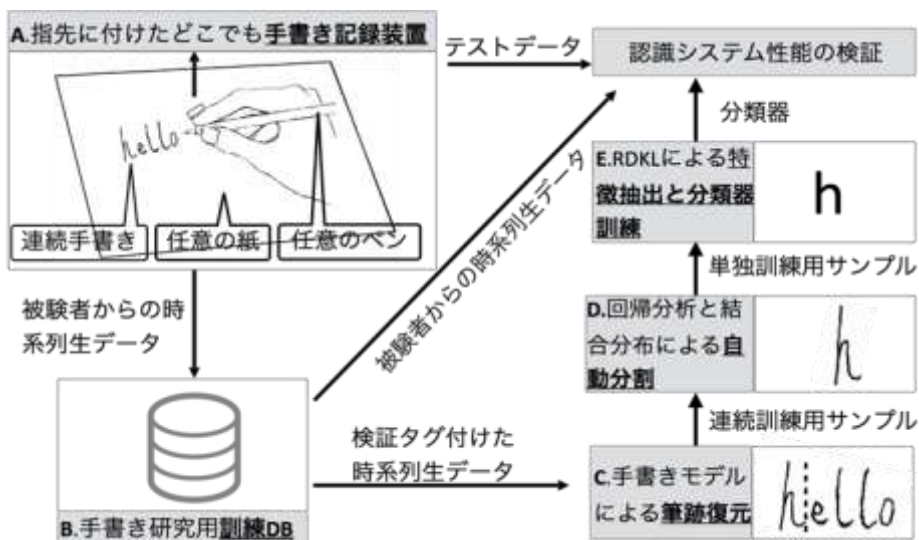 A.指先に付けたどこでも手書き記録装置
hello
連続手書き
任意の紙
任意のペン
テストデータ
認識システム性能の検証
分類器
E.RDKLによる特
徴抽出と分類器
訓練
h
単独訓練用サンプル
被験者からの時
系列生データ
被験者からの時系列生データ
D.回帰分析と結
合分布による自
動分割
h
連続訓練用サンプル
検証タグ付けた
時系列生データ
C.手書きモデル
による筆跡復元
hello
B.手書き研究用訓練DB